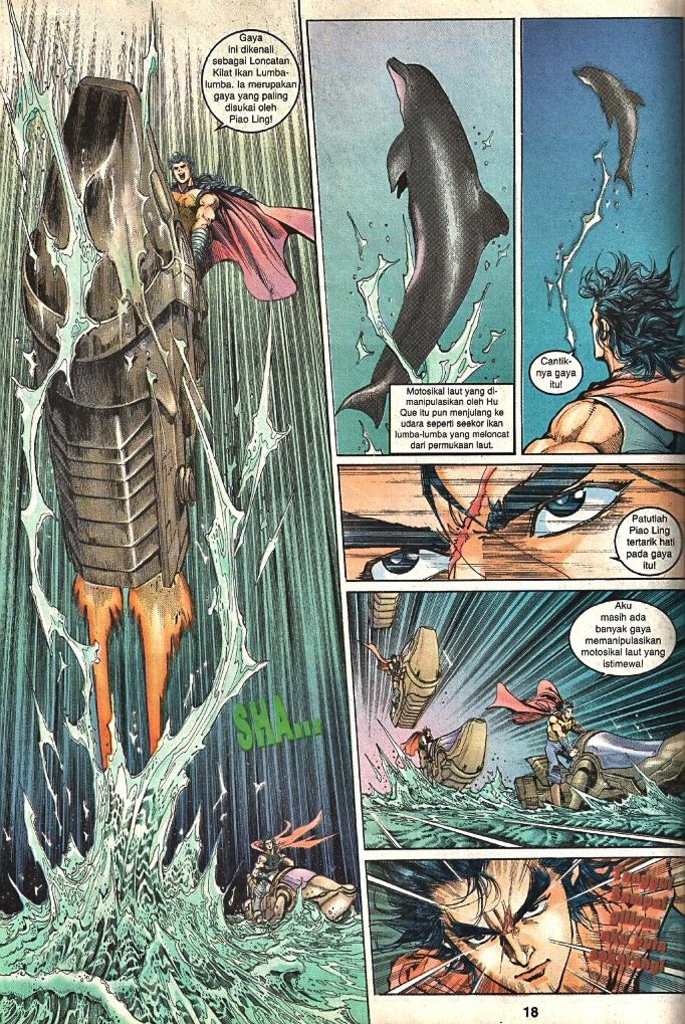 Gaya
ini dikenali
sebagai Loncatan
Kilat Ikan Lumba-
lumba. Ia merupakan
gaya yang paling
disukai oleh
Piao Ling!
Motosikal laut yang di-
manipulasikan oleh Hu
Que itu pun menjulang ke
udara seperti seekor ikan
lumba-lumba yang meloncat
dari permukaan laut.
Cantik-
nya gaya
itu!
Patutlah
Piao Ling
tertarik hati
pada gaya
itu!
Aku
masih ada
banyak gaya
memanipulasikan
motosikal laut yang
istimewa!
SHA...
18